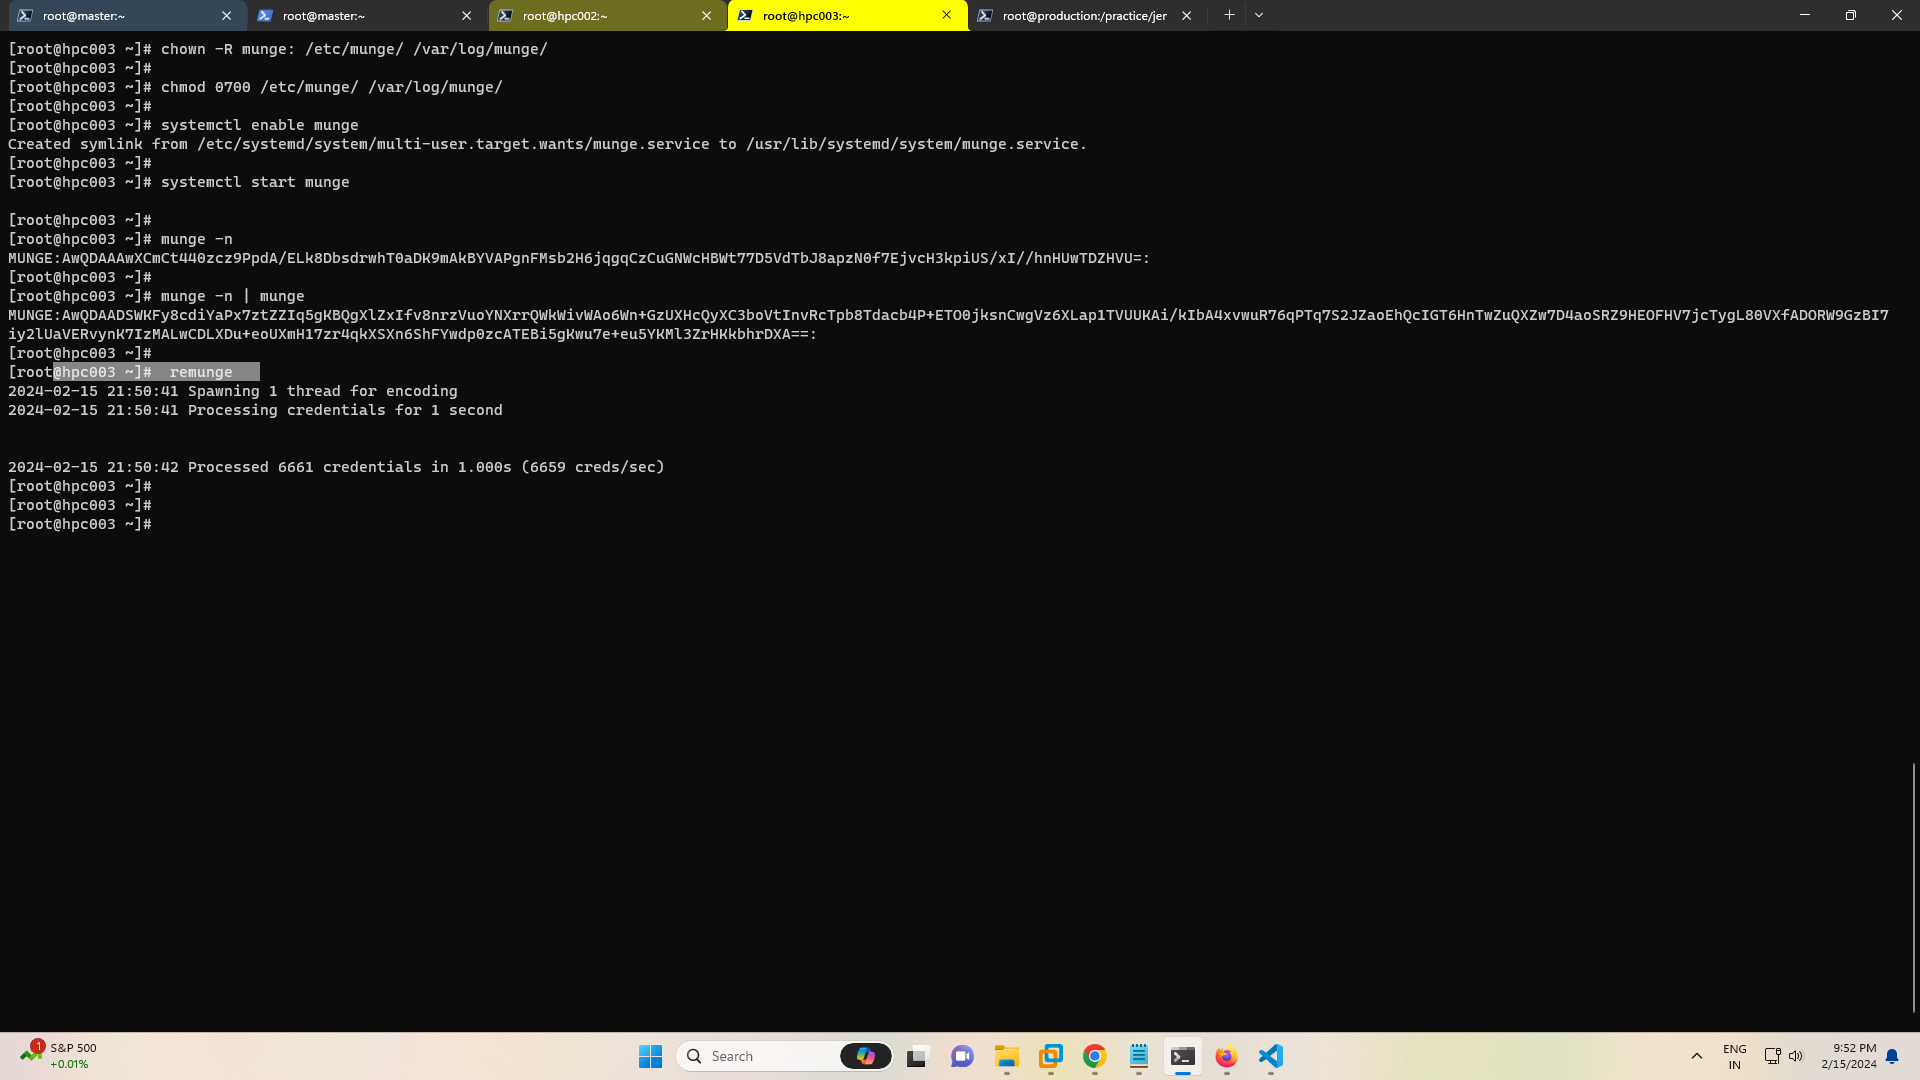 root@master:~
root@master:~
root@hpc002:~
root@hpc003:~
root@production:/practice/jer
[root@hpc003 ~]# chown -R munge: /etc/munge/ /var/log/munge/
[root@hpc003 ~]#
[root@hpc003 ~]# chmod 0700 /etc/munge/ /var/log/munge/
[root@hpc003 ~]#
[root@hpc003 ~]# systemctl enable munge
Created symlink from /etc/systemd/system/multi-user.target.wants/munge.service to /usr/lib/systemd/system/munge.service.
[root@hpc003 ~]#
[root@hpc003 ~]# systemctl start munge
[root@hpc003 ~]#
[root@hpc003 ~]# munge -n
MUNGE:AwQDAAAwXCmCt440zcz9PpdA/ELk8DbsdrwhT0aDK9mAkBYVAPgnFMsb2H6jqgqCzCuGNWcHBWt77D5VdTbJ8apzN0f7EjvcH3kpiUS/xI//hnHUwTDZHVU=:
[root@hpc003 ~]#
[root@hpc003 ~]# munge -n | munge
MUNGE:AwQDAADSWKFy8cdiYaPx7ztZZIq5gKBQgXlZxIfv8nrzVuoYNXrrQWkWivWAo6Wn+GzUXHcQyXC3boVtInvRcTpb8Tdacb4P+ETO0jksnCwgVz6XLap1TVUUKAi/kIbA4xvwuR76qPTq7S2JZaoEhQcIGT6HnTwZuQXZw7D4aoSRZ9HEOFHV7jcTygL80VXfADORW9GzBI7
iy2lUaVERvynK7IzMALwCDLXDu+eoUXmH17zr4qkXSXn6ShFYwdp0zcATEBi5gKwu7e+eu5YKMl3ZrHKkbhrDXA==:
[root@hpc003 ~]#
[root@hpc003 ~]#  remunge
2024-02-15 21:50:41 Spawning 1 thread for encoding
2024-02-15 21:50:41 Processing credentials for 1 second
2024-02-15 21:50:42 Processed 6661 credentials in 1.000s (6659 creds/sec)
[root@hpc003 ~]#
[root@hpc003 ~]#
[root@hpc003 ~]#
1
S&P 500
+0.01%
Search
ENG
IN
9:52 PM
2/15/2024